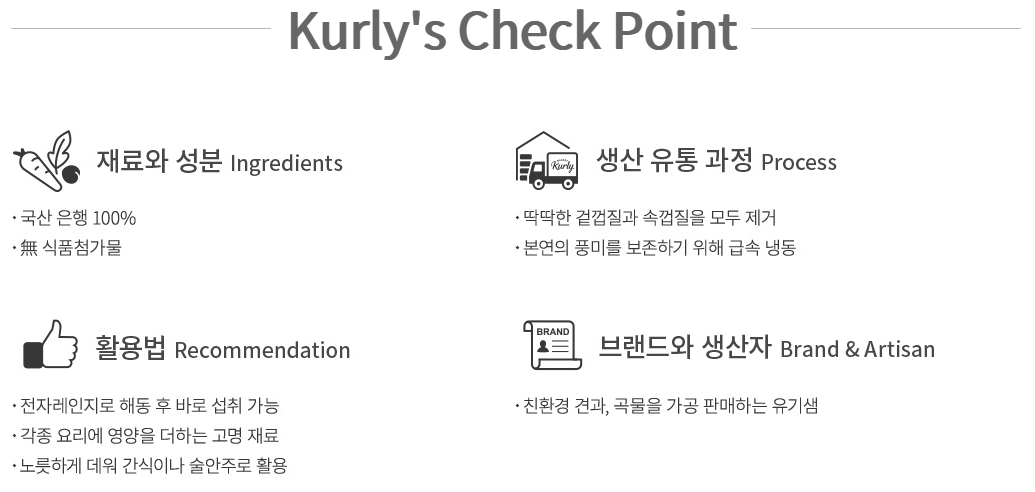 Kurly's Check Point
재료와 성분 Ingredients
· 국산 은행 100%
· 無 식품첨가물
Kurly
생산 유통 과정 Process
· 딱딱한 겉껍질과 속껍질을 모두 제거
· 본연의 풍미를 보존하기 위해 급속 냉동
활용법 Recommendation
· 전자레인지로 해동 후 바로 섭취 가능
· 각종 요리에 영양을 더하는 고명 재료
· 노릇하게 데워 간식이나 술안주로 활용
BRAND
브랜드와 생산자 Brand & Artisan
· 친환경 견과, 곡물을 가공 판매하는 유기샘